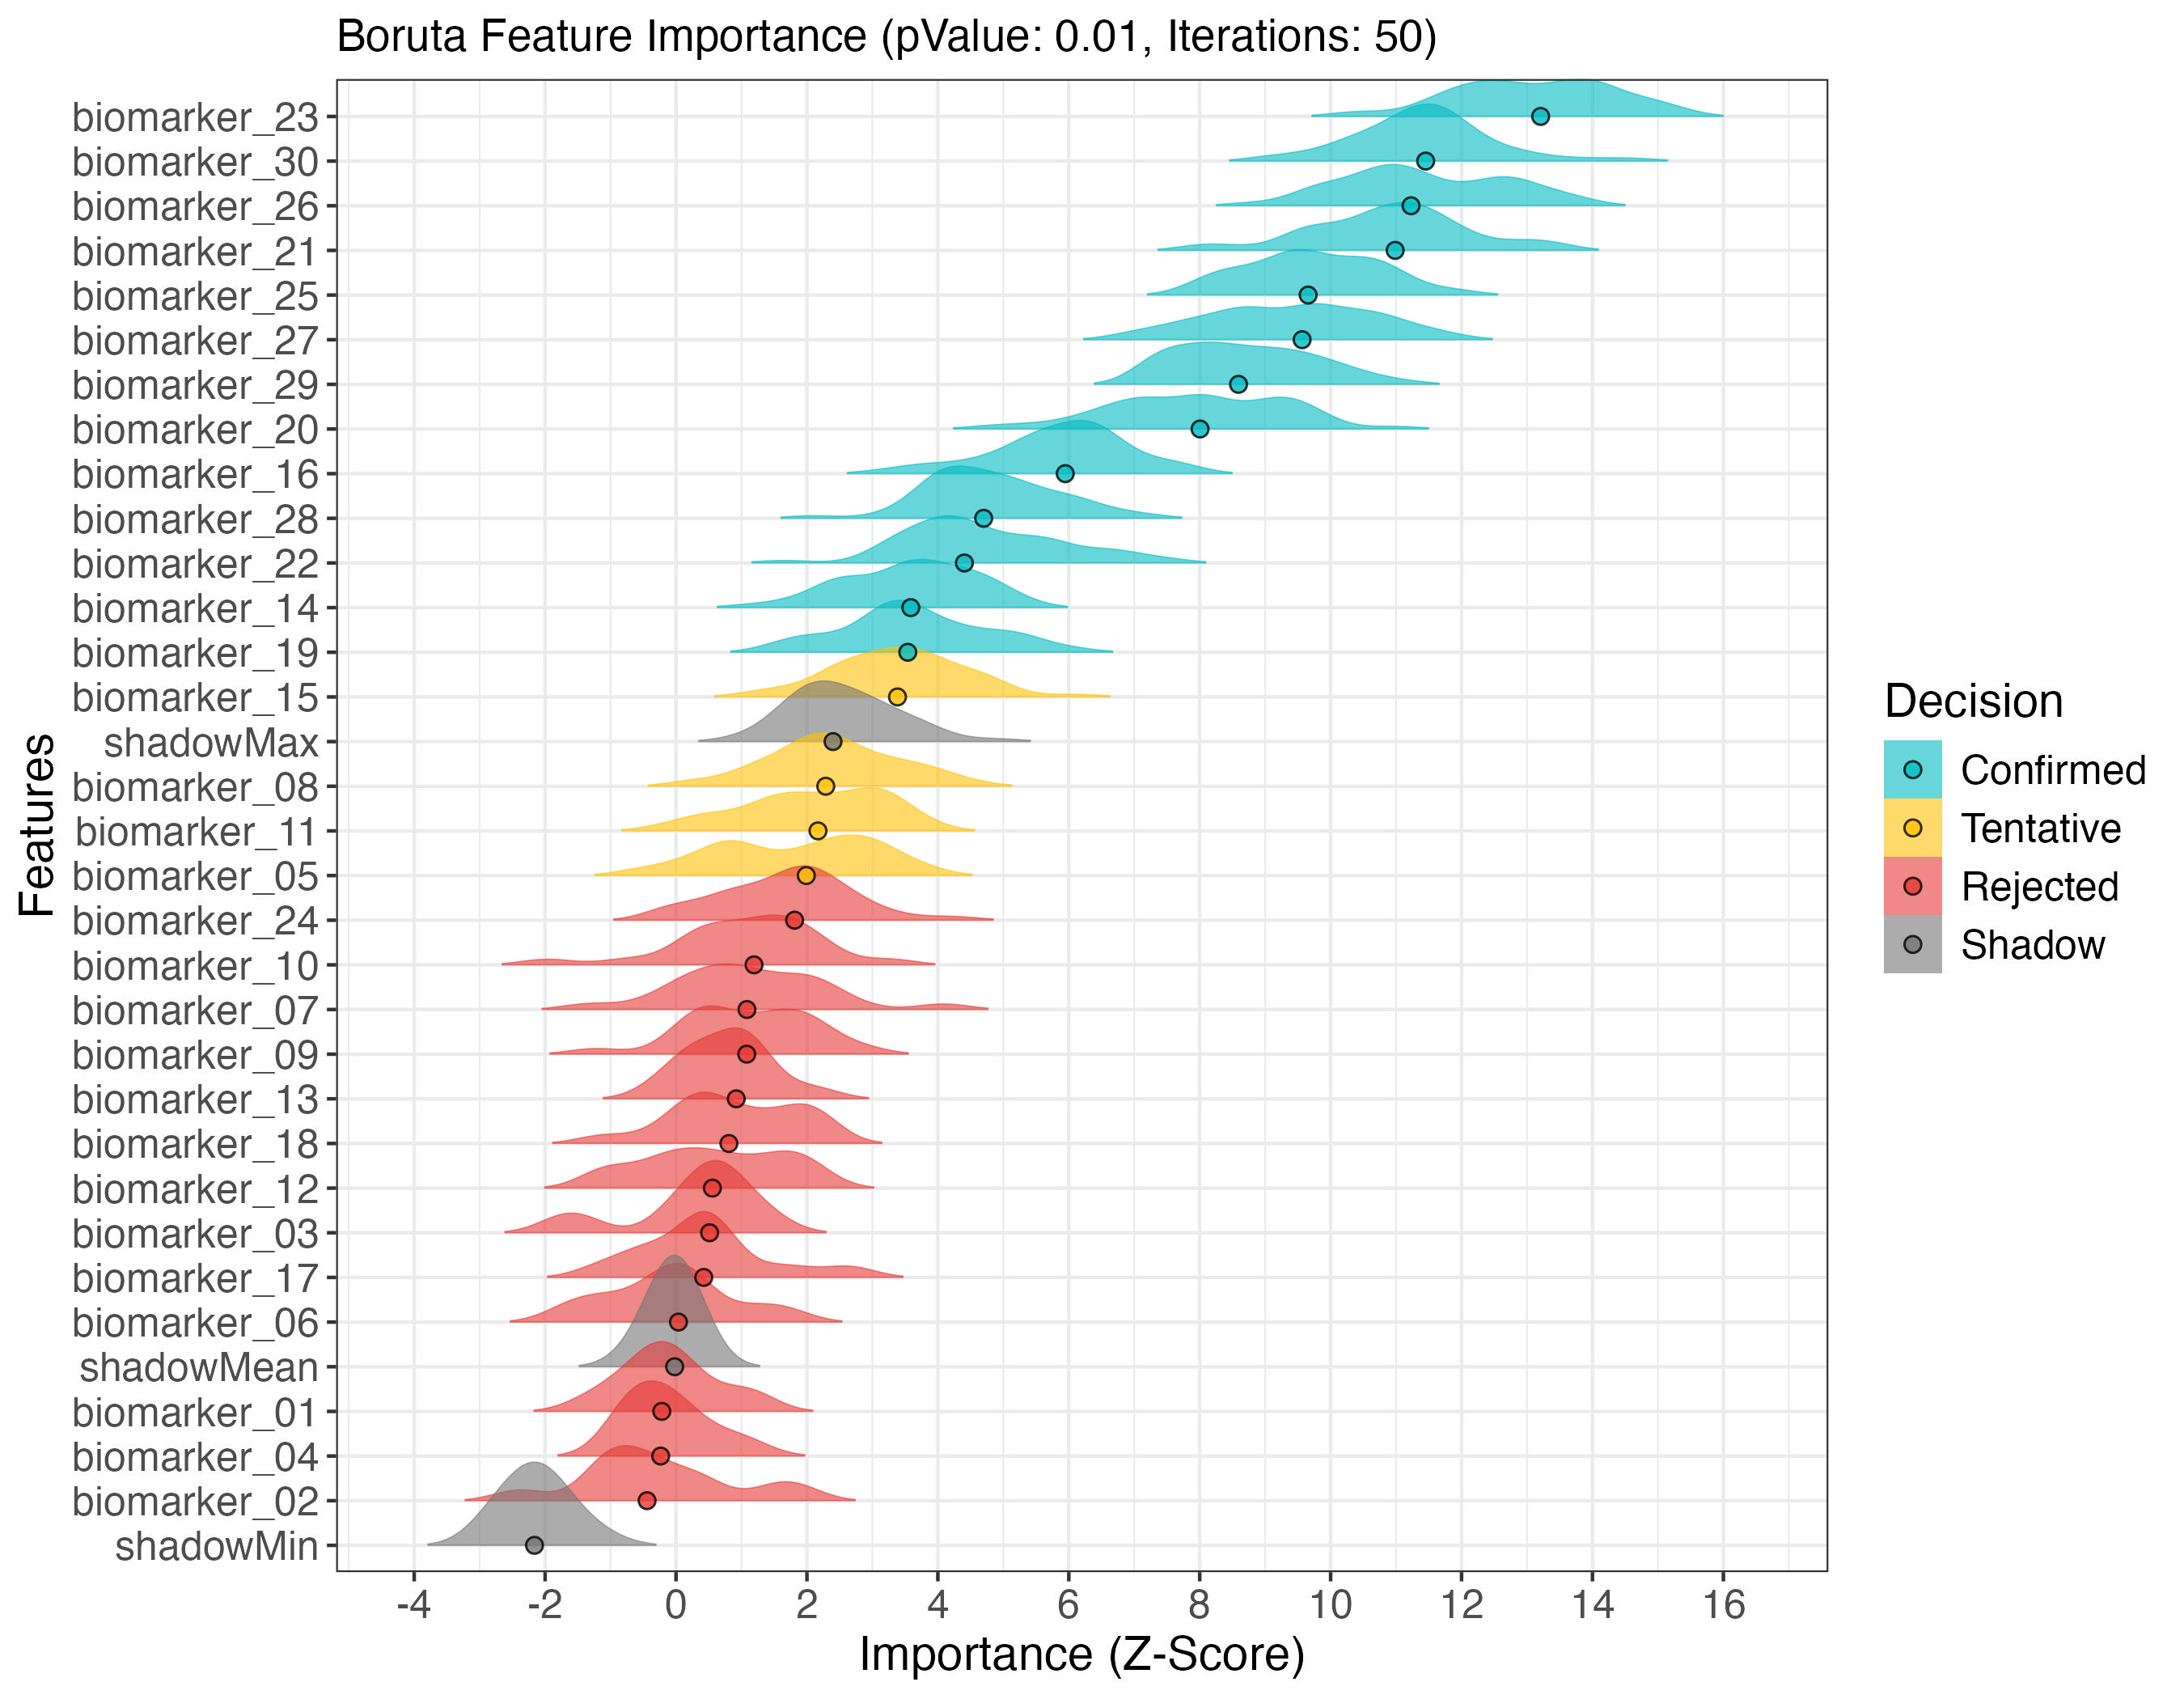 Boruta Feature Importance (pValue: 0.01, Iterations: 50)
Features
biomarker_23
biomarker_30
biomarker_26
biomarker_21
biomarker_25
biomarker_27
biomarker_29
biomarker_20
biomarker_16
biomarker_28
biomarker_22
biomarker_14
biomarker_19
biomarker_15
shadowMax
biomarker_08
biomarker_11
biomarker_05
biomarker_24
biomarker_10
biomarker_07
biomarker_09
biomarker_13
biomarker_18
biomarker_12
biomarker_03
biomarker_17
biomarker_06
shadowMean
biomarker_01
biomarker_04
biomarker_02
shadowMin
-4 -2 0 2 4 6 8 10 12 14 16
Importance (Z-Score)
Decision
Confirmed
Tentative
Rejected
Shadow